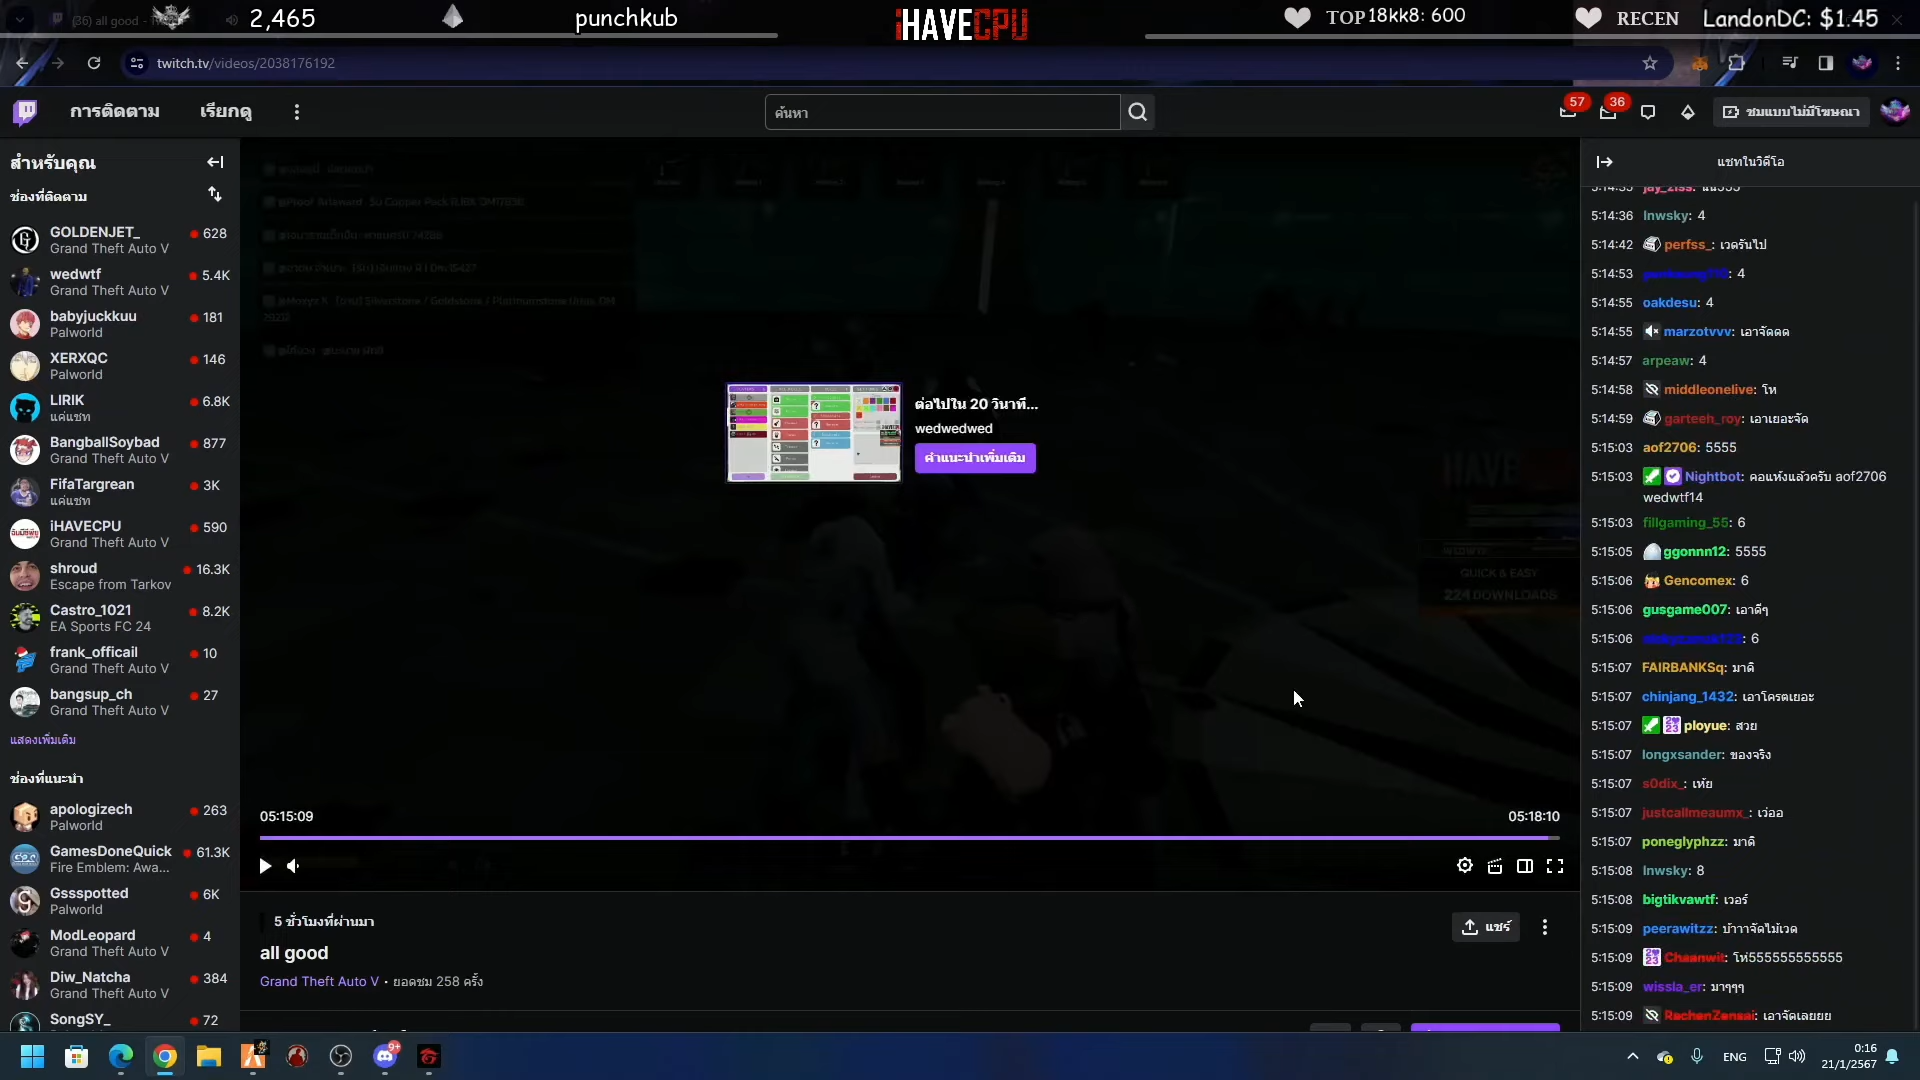 2,465
punchkub
iHAVECPU
TOP 18kk8: 600
RECEN LandonDC: $1.45
(36) all good -
twitch.tv/videos/2038176192
การติดตาม
เรียกดู
ค้นหา
57
36
ชมแบบไม่มีโฆษณา
สำหรับคุณ
ช่องที่ติดตาม
GOLDENJET_ 628
Grand Theft Auto V
wedwtf 5.4K
Grand Theft Auto V
babyjuckkuu 181
Palworld
XERXQC 146
Palworld
LIRIK 6.8K
แค่แชท
BangballSoybad 877
Grand Theft Auto V
FifaTargrean 3K
แค่แชท
iHAVECPU 590
Grand Theft Auto V
shroud 16.3K
Escape from Tarkov
Castro_1021 8.2K
EA Sports FC 24
frank_officail 10
Grand Theft Auto V
bangsup_ch 27
Grand Theft Auto V
แสดงเพิ่มเติม
ช่องที่แนะนำ
apologizech 263
Palworld
GamesDoneQuick 61.3K
Fire Emblem: Awa...
Gssspotted 6K
Palworld
ModLeopard 4
Grand Theft Auto V
Diw_Natcha 384
Grand Theft Auto V
SongSY_ 72
ต่อไปใน 20 วินาที...
wedwedwed
คำแนะนำเพิ่มเติม
HAVE
QUICK & EASY
224 DOWNLOADS
05:15:09
05:18:10
5 ชั่วโมงที่ผ่านมา
all good
Grand Theft Auto V • ยอดชม 258 ครั้ง
แชร์
แชทในวิดีโอ
5:14:36 lnwsky: 4
5:14:42 perfss_: เวดรันไป
5:14:53 : 4
5:14:55 oakdesu: 4
5:14:55 marzotvvv: เอาจัดดด
5:14:57 arpeaw: 4
5:14:58 middleonelive: โห
5:14:59 garteeh_roy: เอาเยอะจัด
5:15:03 aof2706: 5555
5:15:03 Nightbot: คอแห้งแล้วครับ aof2706
wedwtf14
5:15:03 fillgaming_55: 6
5:15:05 ggonnn12: 5555
5:15:06 Gencomex: 6
5:15:06 gusgame007: เอาดีๆ
5:15:06 : 6
5:15:07 FAIRBANKSq: มาดิ
5:15:07 chinjang_1432: เอาโครตเยอะ
5:15:07 ployue: สวย
5:15:07 longxsander: ของจริง
5:15:07 s0dix_: เห้ย
5:15:07 justcallmeaumx_: เว่ออ
5:15:07 poneglyphzz: มาดิ
5:15:08 lnwsky: 8
5:15:08 bigtikvawtf: เวอร์
5:15:09 peerawitzz: บ้าาาจัดไม้เวด
5:15:09 Chaanwit: โห่555555555555
5:15:09 wissla_er: มาๆๆๆ
5:15:09 RachenZensai: เอาจัดเลยยย
9+
ENG
0:16
21/1/2567